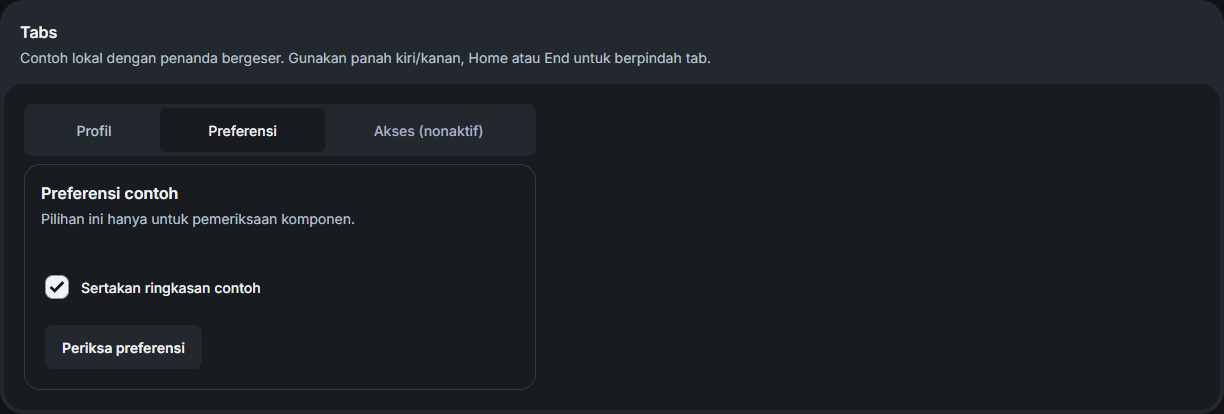 Tabs
Contoh lokal dengan penanda bergeser. Gunakan panah kiri/kanan, Home atau End untuk berpindah tab.
Profil
Preferensi
Akses (nonaktif)
Preferensi contoh
Pilihan ini hanya untuk pemeriksaan komponen.
Sertakan ringkasan contoh
Periksa preferensi